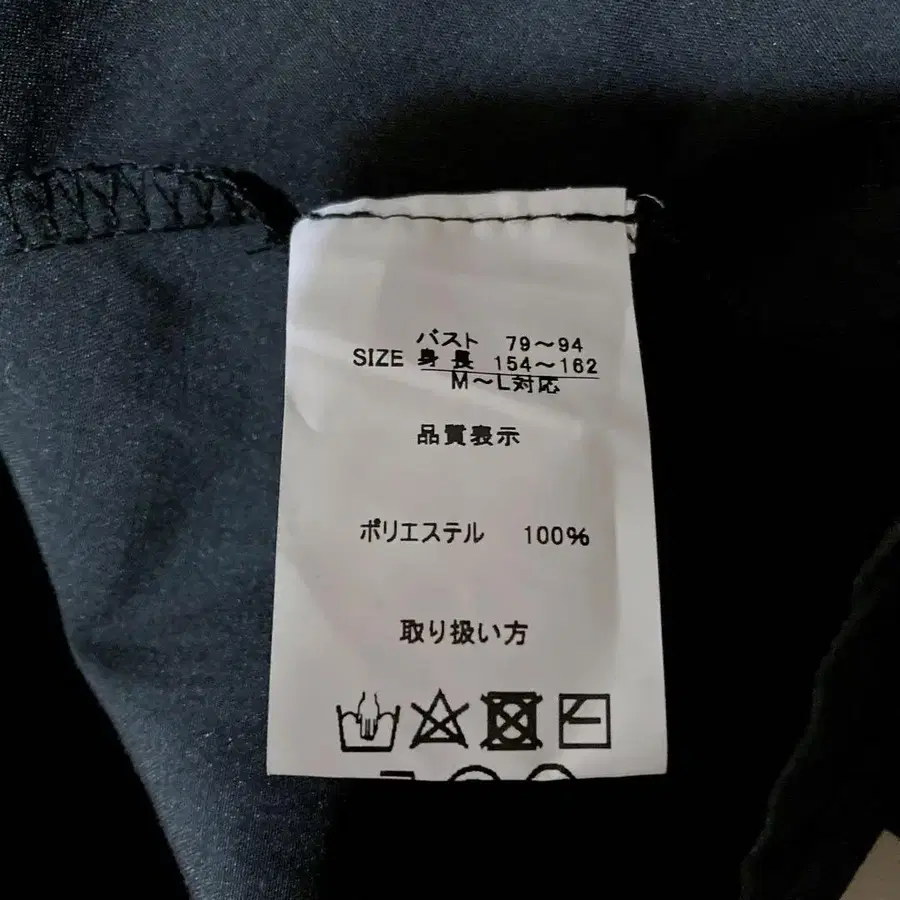 バスト 79～94
SIZE 身長 154～162
M～L対応
品質表示
ポリエステル 100%
取り扱い方